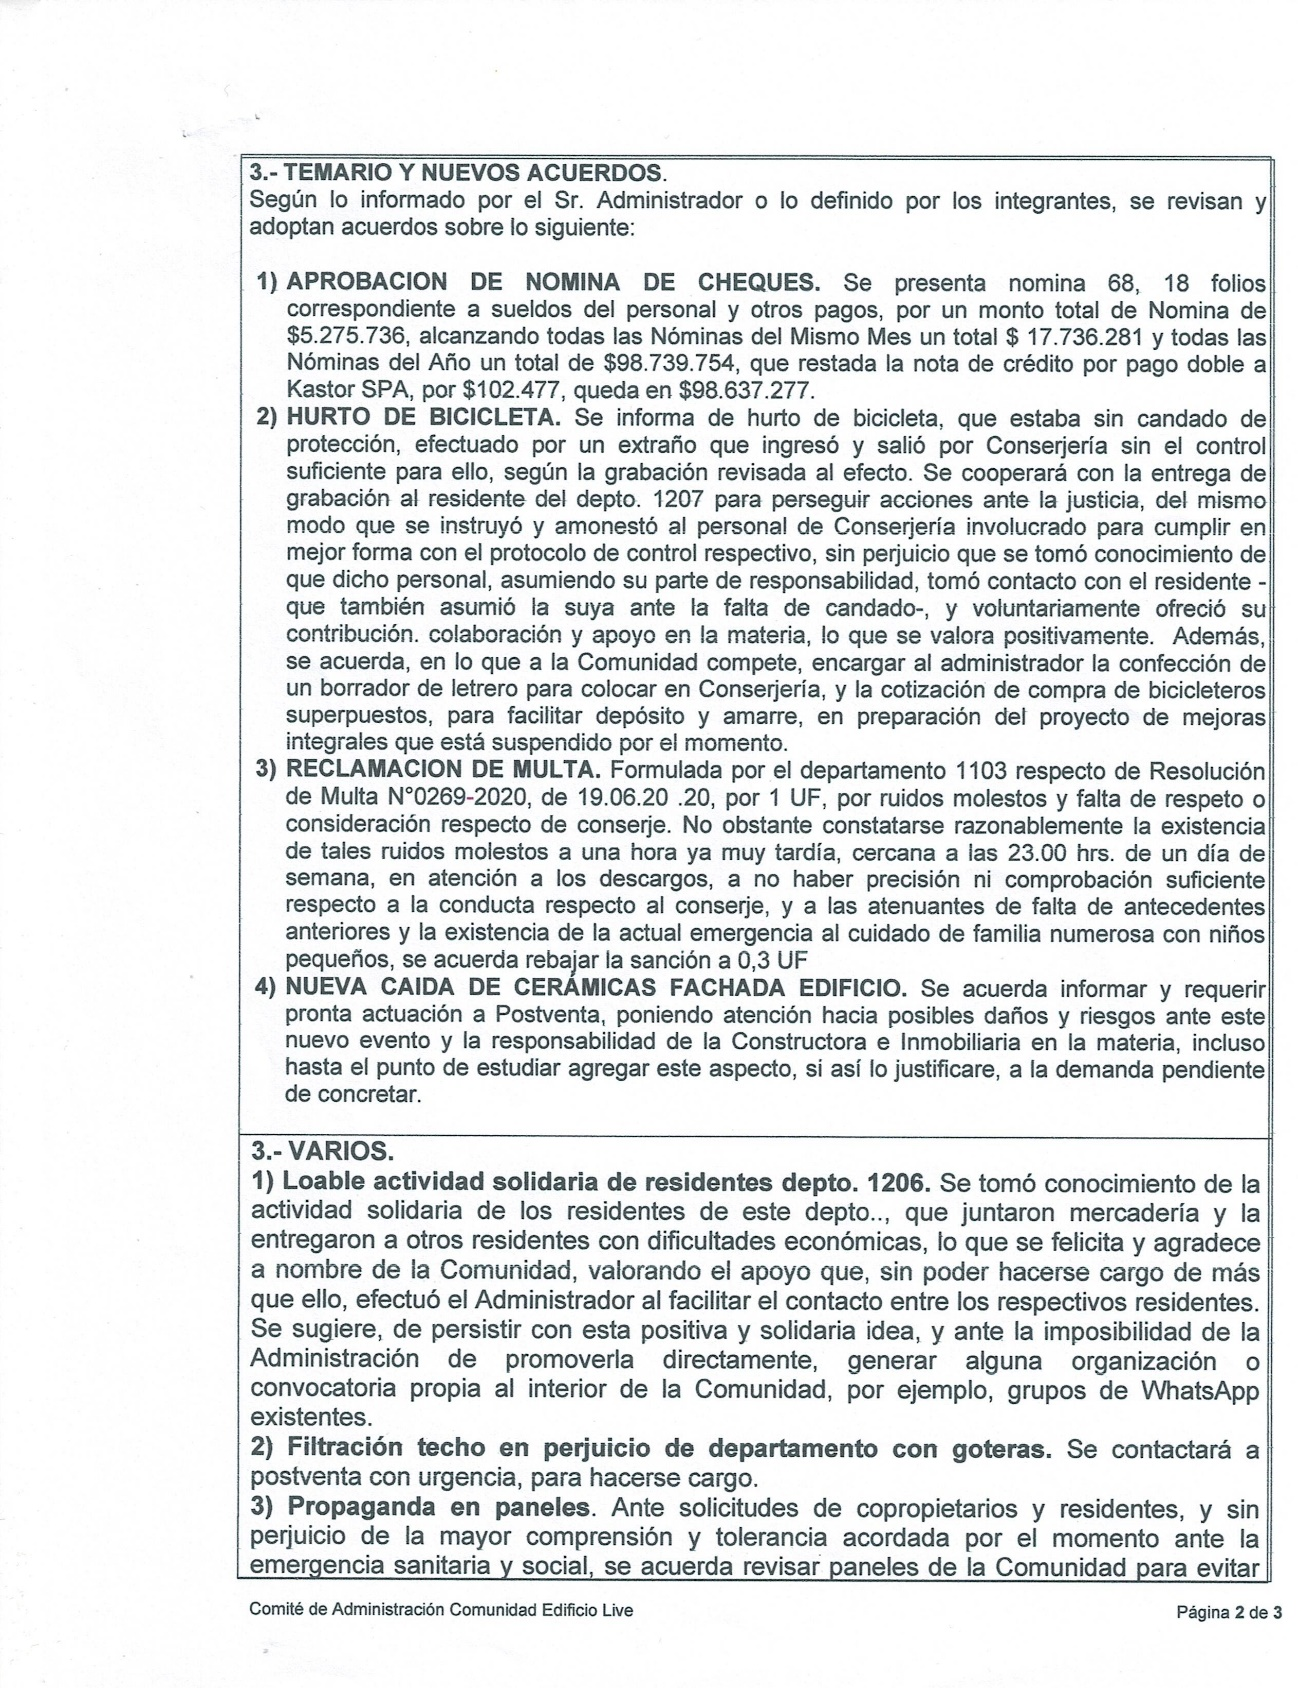 3.- TEMARIO Y NUEVOS ACUERDOS.
Según lo informado por el Sr. Administrador o lo definido por los integrantes, se revisan y
adoptan acuerdos sobre lo siguiente:
1) APROBACION DE NOMINA DE CHEQUES. Se presenta nomina 68, 18 folios
correspondiente a sueldos del personal y otros pagos, por un monto total de Nomina de
$5.275.736, alcanzando todas las Nóminas del Mismo Mes un total $ 17.736.281 y todas las
Nóminas del Año un total de $98.739.754, que restada la nota de crédito por pago doble a
Kastor SPA, por $102.477, queda en $98.637.277.
2) HURTO DE BICICLETA. Se informa de hurto de bicicleta, que estaba sin candado de
protección, efectuado por un extraño que ingresó y salió por Conserjería sin el control
suficiente para ello, según la grabación revisada al efecto. Se cooperará con la entrega de
grabación al residente del depto. 1207 para perseguir acciones ante la justicia, del mismo
modo que se instruyó y amonestó al personal de Conserjería involucrado para cumplir en
mejor forma con el protocolo de control respectivo, sin perjuicio que se tomó conocimiento de
que dicho personal, asumiendo su parte de responsabilidad, tomó contacto con el residente -
que también asumió la suya ante la falta de candado-, y voluntariamente ofreció su
contribución. colaboración y apoyo en la materia, lo que se valora positivamente. Además,
se acuerda, en lo que a la Comunidad compete, encargar al administrador la confección de
un borrador de letrero para colocar en Conserjería, y la cotización de compra de bicicleteros
superpuestos, para facilitar depósito y amarre, en preparación del proyecto de mejoras
integrales que está suspendido por el momento.
3) RECLAMACION DE MULTA. Formulada por el departamento 1103 respecto de Resolución
de Multa N°0269-2020, de 19.06.20 .20, por 1 UF, por ruidos molestos y falta de respeto o
consideración respecto de conserje. No obstante constatarse razonablemente la existencia
de tales ruidos molestos a una hora ya muy tardía, cercana a las 23.00 hrs. de un día de
semana, en atención a los descargos, a no haber precisión ni comprobación suficiente
respecto a la conducta respecto al conserje, y a las atenuantes de falta de antecedentes
anteriores y la existencia de la actual emergencia al cuidado de familia numerosa con niños
pequeños, se acuerda rebajar la sanción a 0,3 UF
4) NUEVA CAIDA DE CERÁMICAS FACHADA EDIFICIO. Se acuerda informar y requerir
pronta actuación a Postventa, poniendo atención hacia posibles daños y riesgos ante este
nuevo evento y la responsabilidad de la Constructora e Inmobiliaria en la materia, incluso
hasta el punto de estudiar agregar este aspecto, si así lo justificare, a la demanda pendiente
de concretar.
3.- VARIOS.
1) Loable actividad solidaria de residentes depto. 1206. Se tomó conocimiento de la
actividad solidaria de los residentes de este depto.., que juntaron mercadería y la
entregaron a otros residentes con dificultades económicas, lo que se felicita y agradece
a nombre de la Comunidad, valorando el apoyo que, sin poder hacerse cargo de más
que ello, efectuó el Administrador al facilitar el contacto entre los respectivos residentes.
Se sugiere, de persistir con esta positiva y solidaria idea, y ante la imposibilidad de la
Administración de promoverla directamente, generar alguna organización o
convocatoria propia al interior de la Comunidad, por ejemplo, grupos de WhatsApp
existentes.
2) Filtración techo en perjuicio de departamento con goteras. Se contactará a
postventa con urgencia, para hacerse cargo.
3) Propaganda en paneles. Ante solicitudes de copropietarios y residentes, y sin
perjuicio de la mayor comprensión y tolerancia acordada por el momento ante la
emergencia sanitaria y social, se acuerda revisar paneles de la Comunidad para evitar
Comité de Administración Comunidad Edificio Live
Página 2 de 3